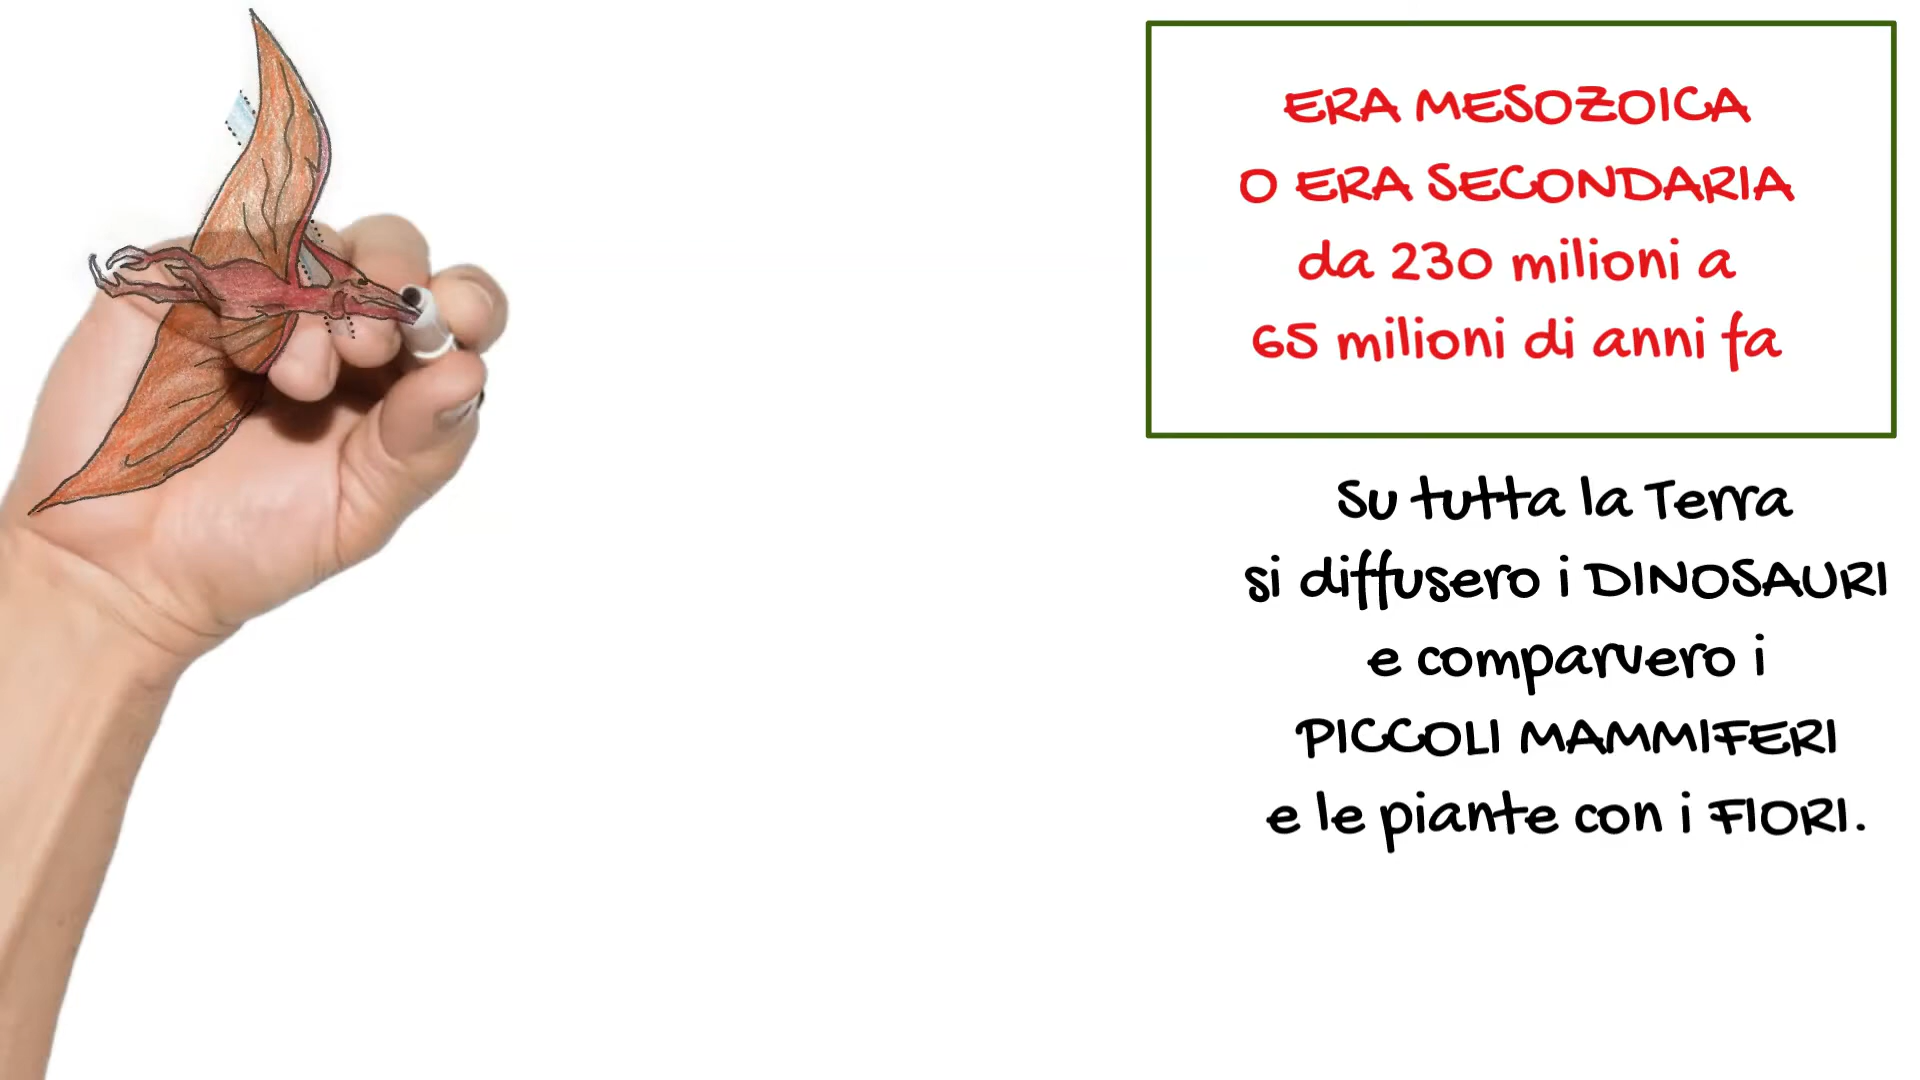 ERA MESOZOICA
O ERA SECONDARIA
da 230 milioni a
65 milioni di anni fa
Su tutta la Terra
si diffusero i DINOSAURI
e comparvero i
PICCOLI MAMMIFERI
e le piante con i FIORI.